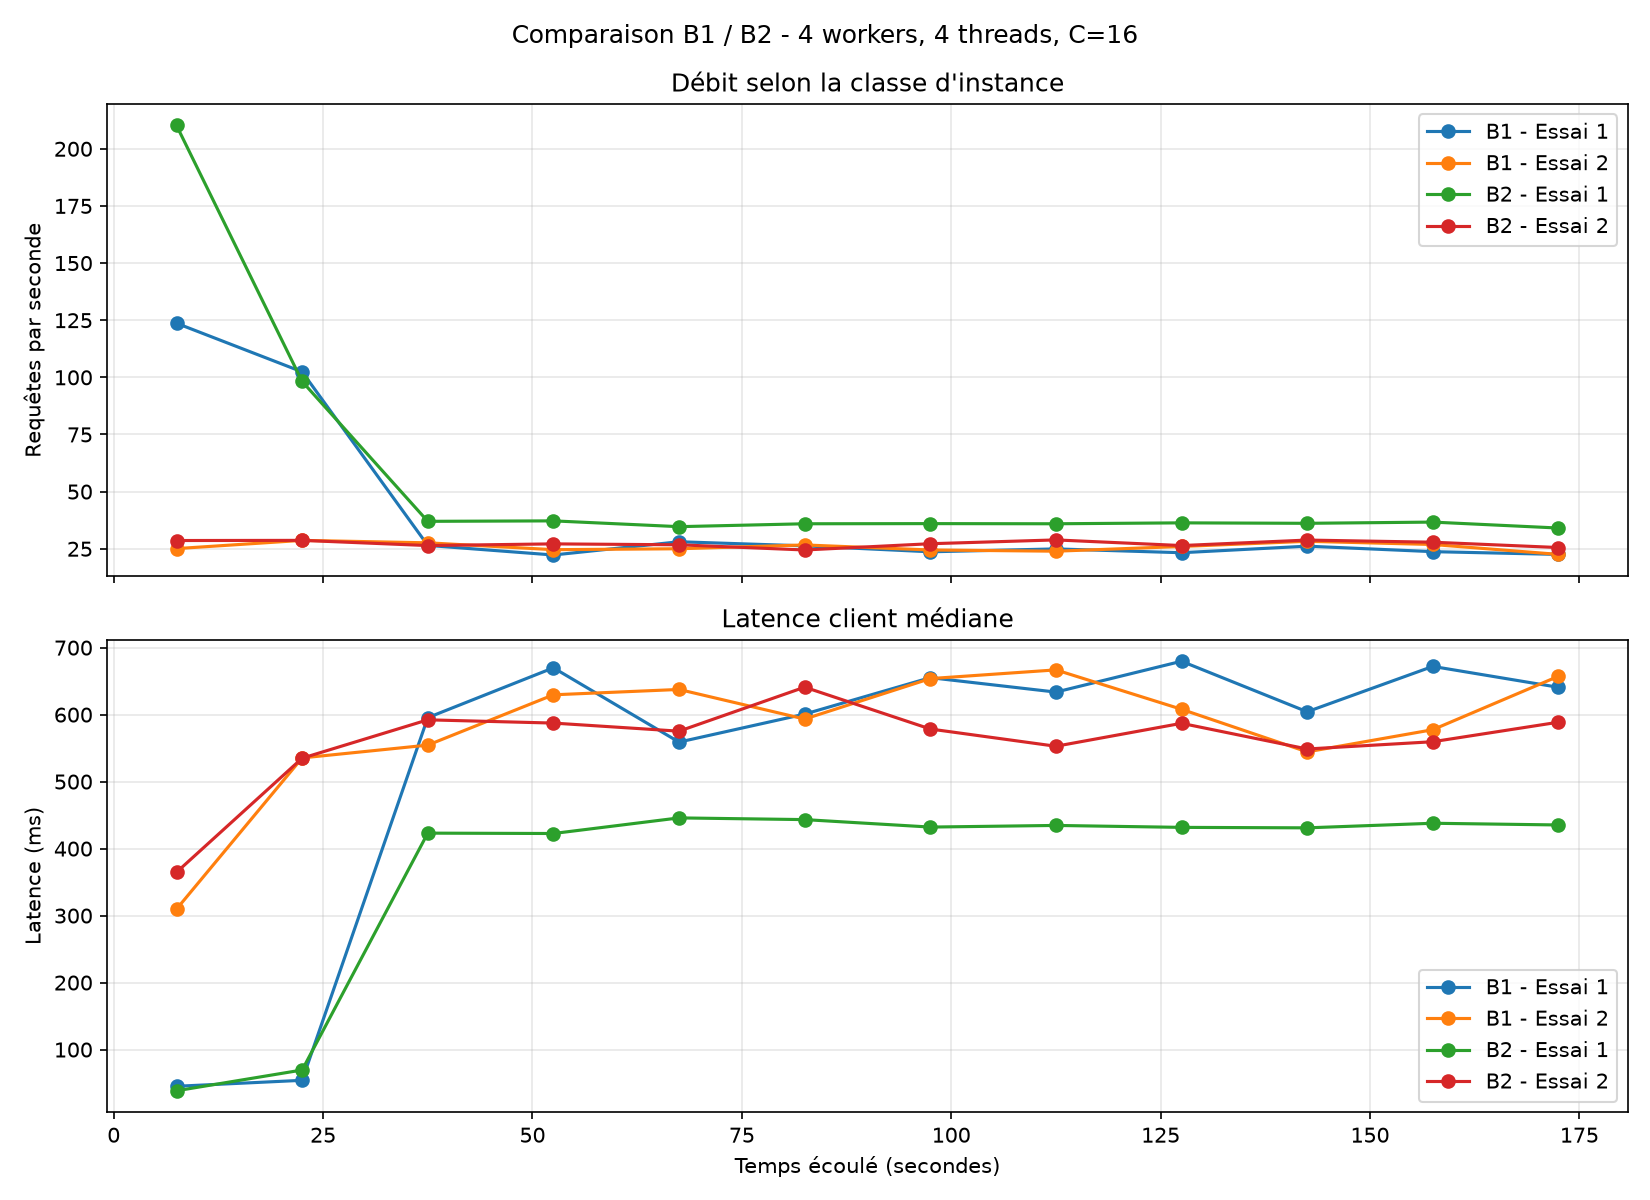 Comparaison B1 / B2 - 4 workers, 4 threads, C=16
Débit selon la classe d'instance
Requêtes par seconde
200
175
150
125
100
75
50
25
B1 - Essai 1
B1 - Essai 2
B2 - Essai 1
B2 - Essai 2
Latence client médiane
Latence (ms)
700
600
500
400
300
200
100
B1 - Essai 1
B1 - Essai 2
B2 - Essai 1
B2 - Essai 2
0 25 50 75 100 125 150 175
Temps écoulé (secondes)